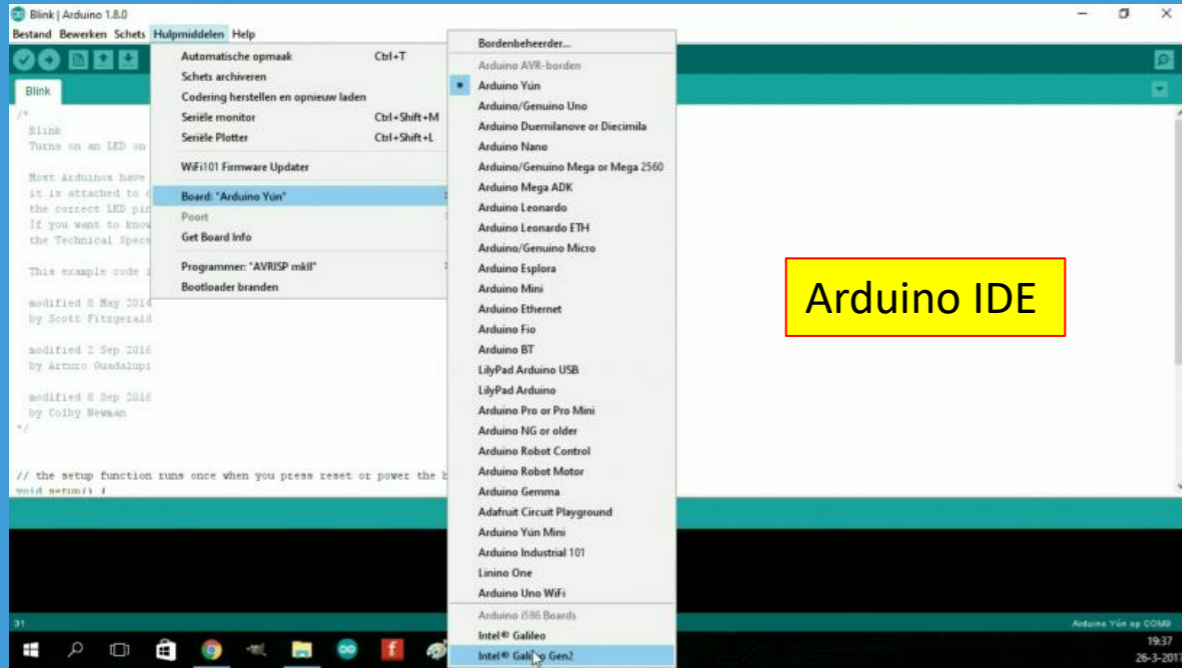 Blink | Arduino 1.8.0
Bestand Bewerken Schets Hulpmiddelen Help
Blink
Automatische opmaak Ctrl+T
Schets archiveren
Codering herstellen en opnieuw laden
Seriële monitor Ctrl+Shift+M
Seriële Plotter Ctrl+Shift+L
WiFi101 Firmware Updater
Board: "Arduino Yún"
Poort
Get Board Info
Programmer: "AVRISP mkII"
Bootloader branden
Bordenbeheerder...
Arduino AVR-borden
Arduino Yún
Arduino/Genuino Uno
Arduino Duemilanove or Diecimila
Arduino Nano
Arduino/Genuino Mega or Mega 2560
Arduino Mega ADK
Arduino Leonardo
Arduino Leonardo ETH
Arduino/Genuino Micro
Arduino Esplora
Arduino Mini
Arduino Ethernet
Arduino Fio
Arduino BT
LilyPad Arduino USB
LilyPad Arduino
Arduino Pro or Pro Mini
Arduino NG or older
Arduino Robot Control
Arduino Robot Motor
Arduino Gemma
Adafruit Circuit Playground
Arduino Yún Mini
Arduino Industrial 101
Linino One
Arduino Uno WiFi
Arduino i586 Boards
Intel® Galileo
Intel® Galileo Gen2
/*
Blink
Turns on an LED on
Most Arduinos have
it is attached to
the correct LED pin
If you want to know
the Technical Specs
This example code
modified 8 May 2014
by Scott Fitzgerald
modified 2 Sep 2016
by Arturo Guadalupi
modified 8 Sep 2016
by Colby Newman
*/
// the setup function runs once when you press reset or power the
void setup() {
Arduino IDE
31
Arduino Yún op COM9
19:37
26-3-2017